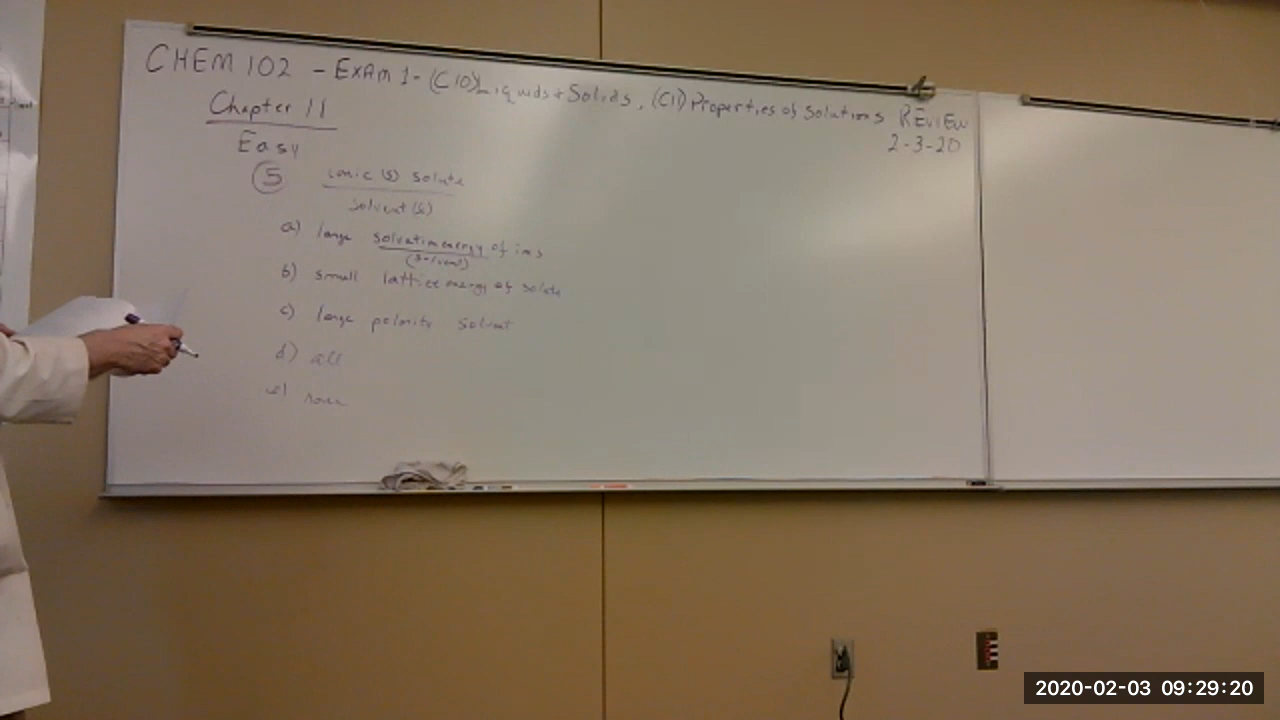 CHEM 102 - EXAM 1 - (C10) Liquids + Solids, (C11) Properties of Solutions REVIEW
2-3-20
Chapter 11
Easy
5 ionic (s) solute
solvent (l)
a) large solvation energy of ions
(solvent)
b) small lattice energy of solute
c) large polarity solvent
d) all
e) none
2020-02-03 09:29:20